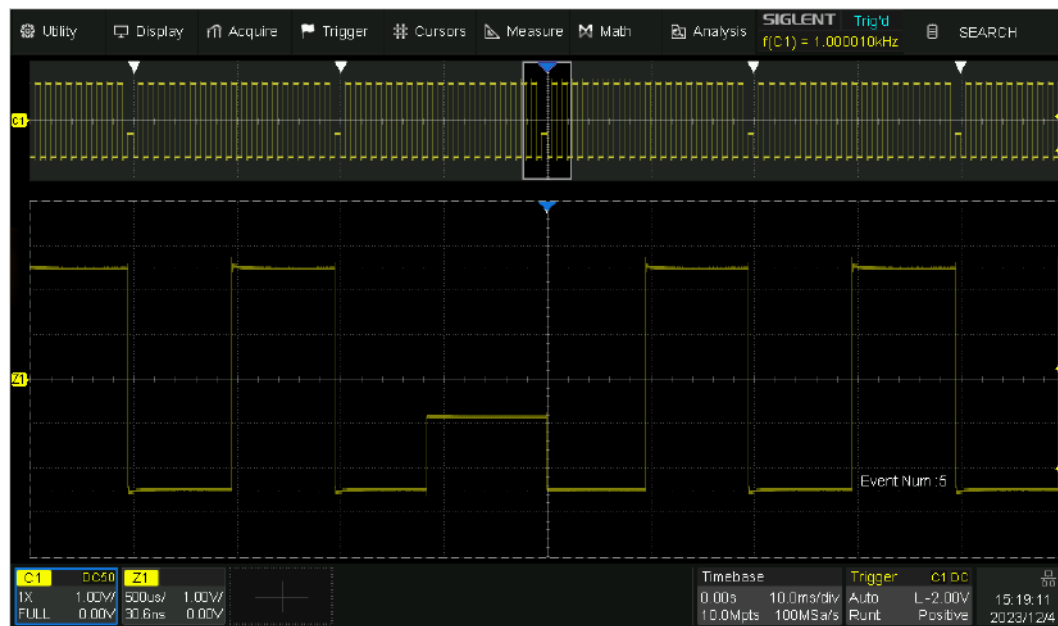 Utility Display Acquire Trigger Cursors Measure Math Analysis SIGLENT Trig'd SEARCH
f(C1) = 1.000010kHz
C1
Z1
Event Num :5
C1 DC50 Z1 Timebase Trigger C1 DC
1X 1.00V/ 500us/ 1.00V/ 0.00s 10.0ms/div Auto L-2.00V 15:19:11
FULL 0.00V 30.6ns 0.00V 10.0Mpts 100MSa/s Runt Positive 2023/12/4